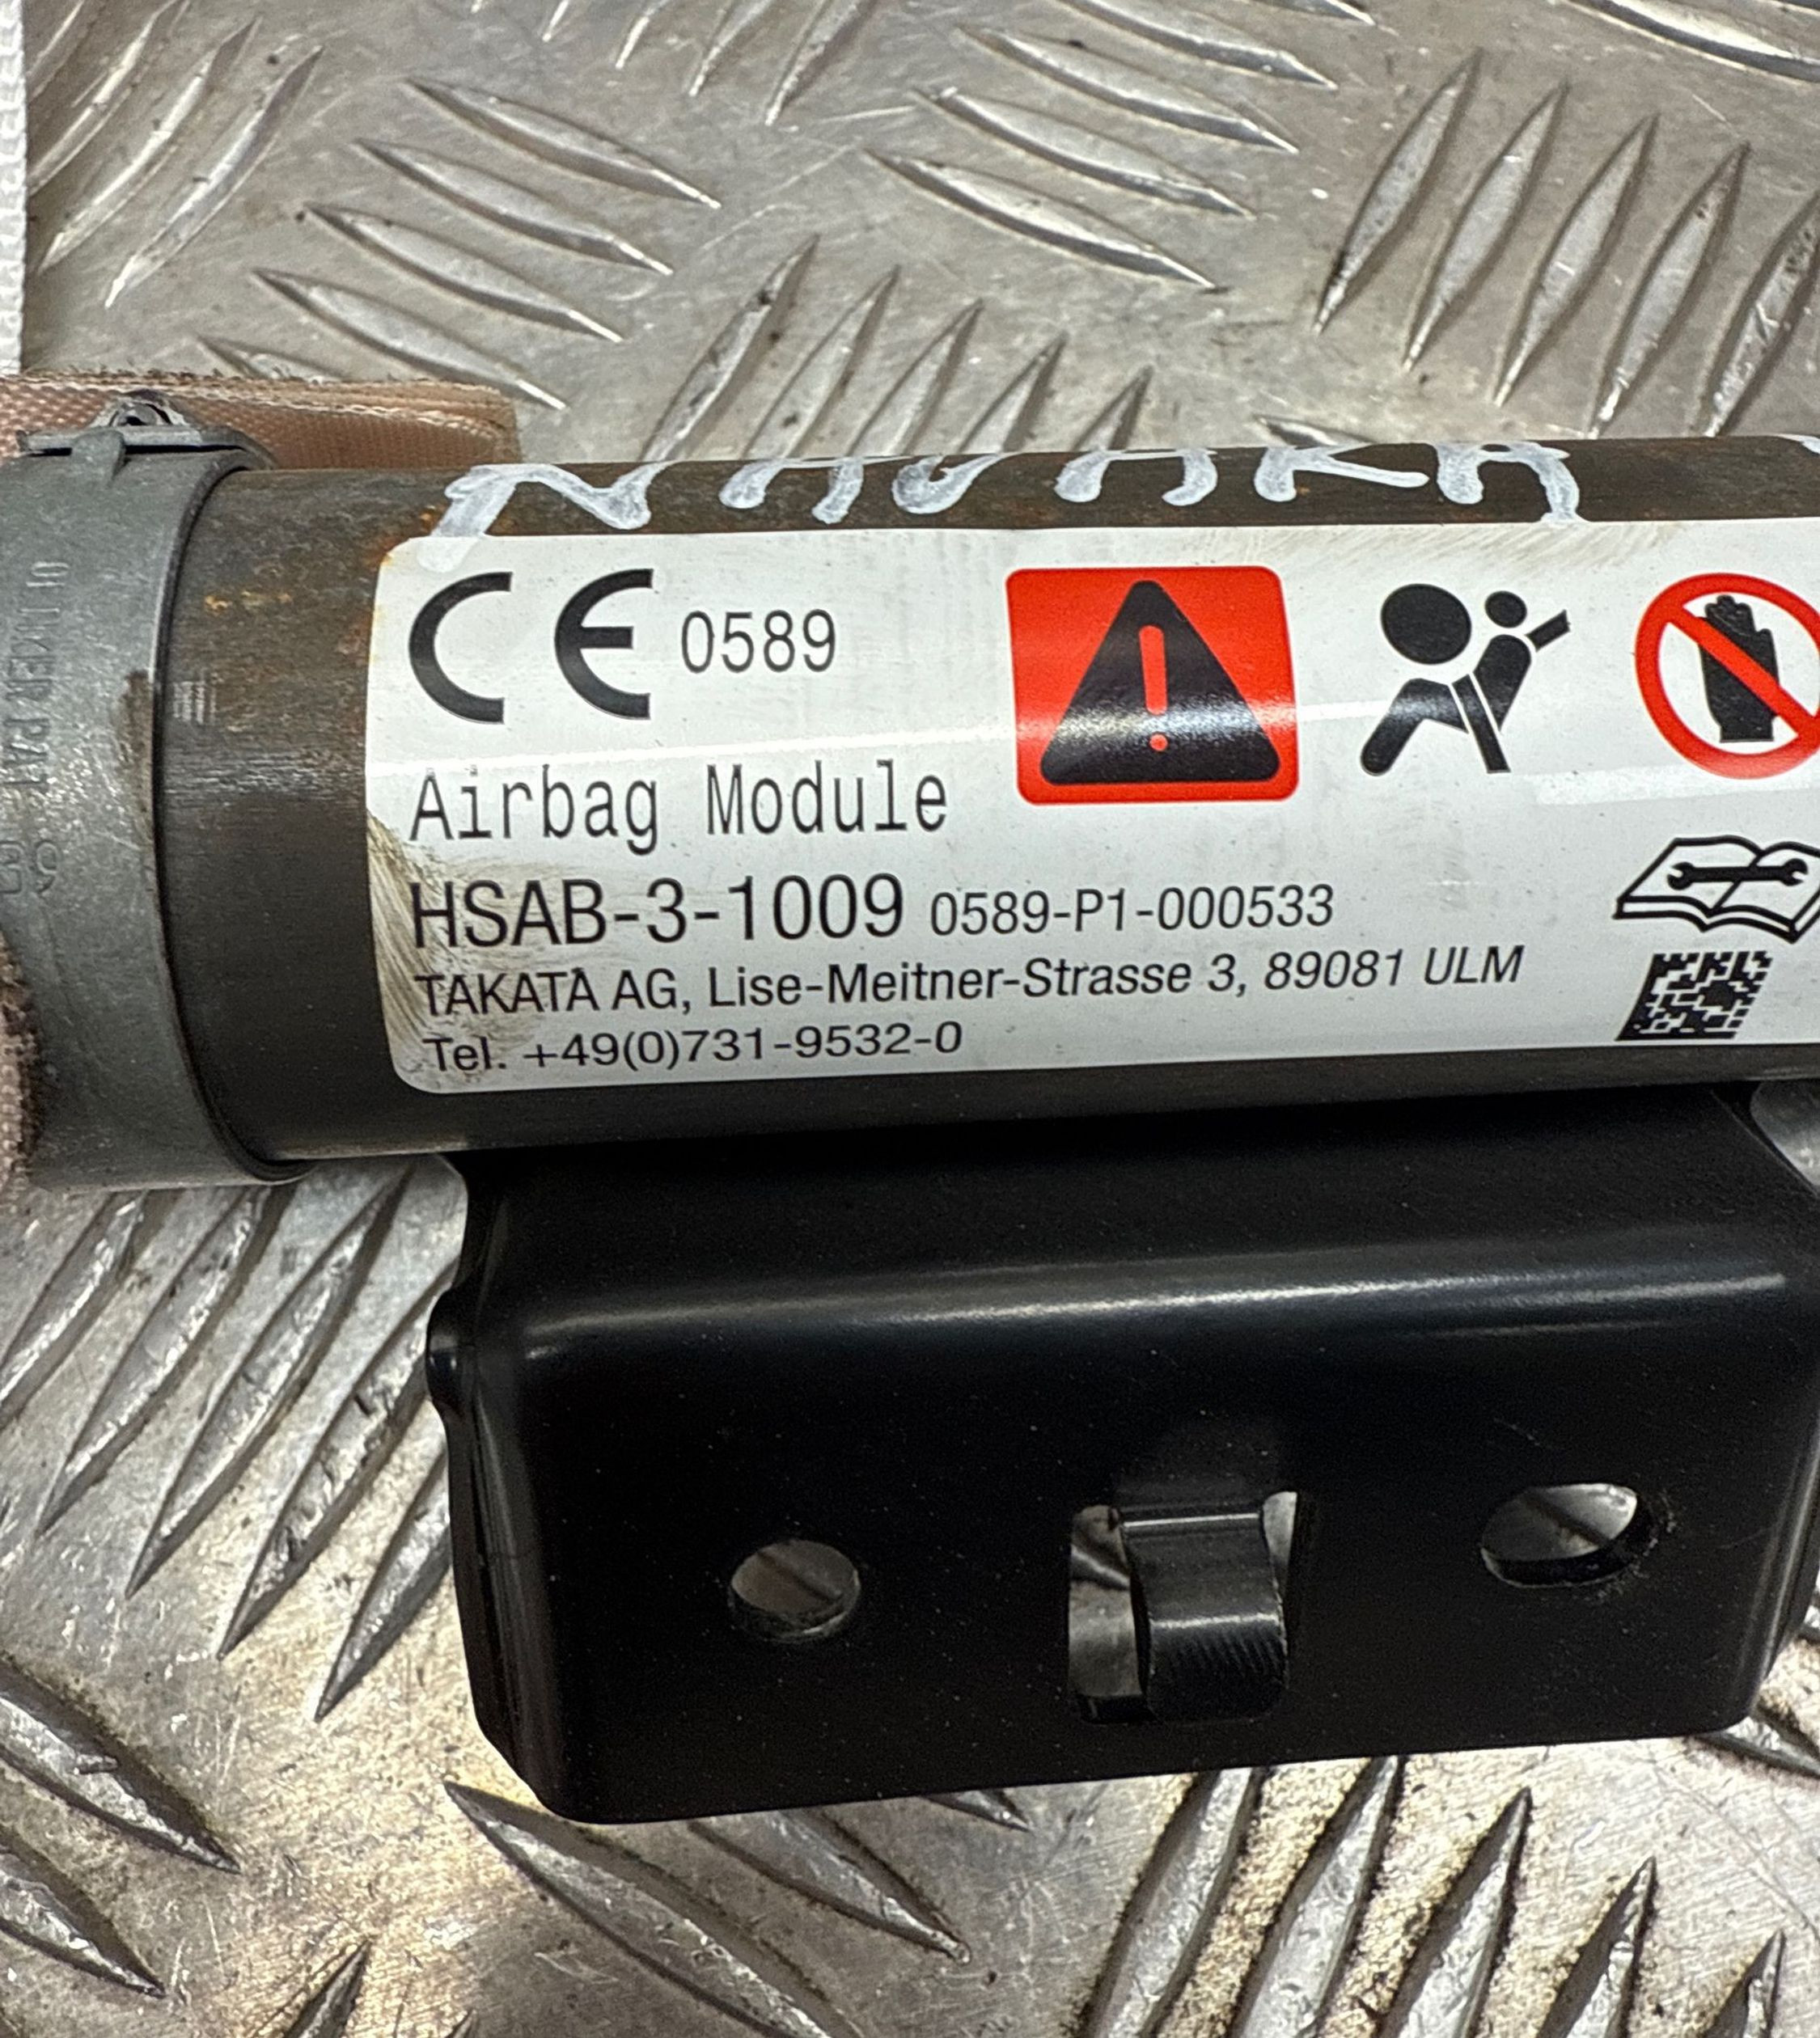 NAVARA
CE 0589
Airbag Module
HSAB-3-1009 0589-P1-000533
TAKATA AG, Lise-Meitner-Strasse 3, 89081 ULM
Tel. +49(0)731-9532-0